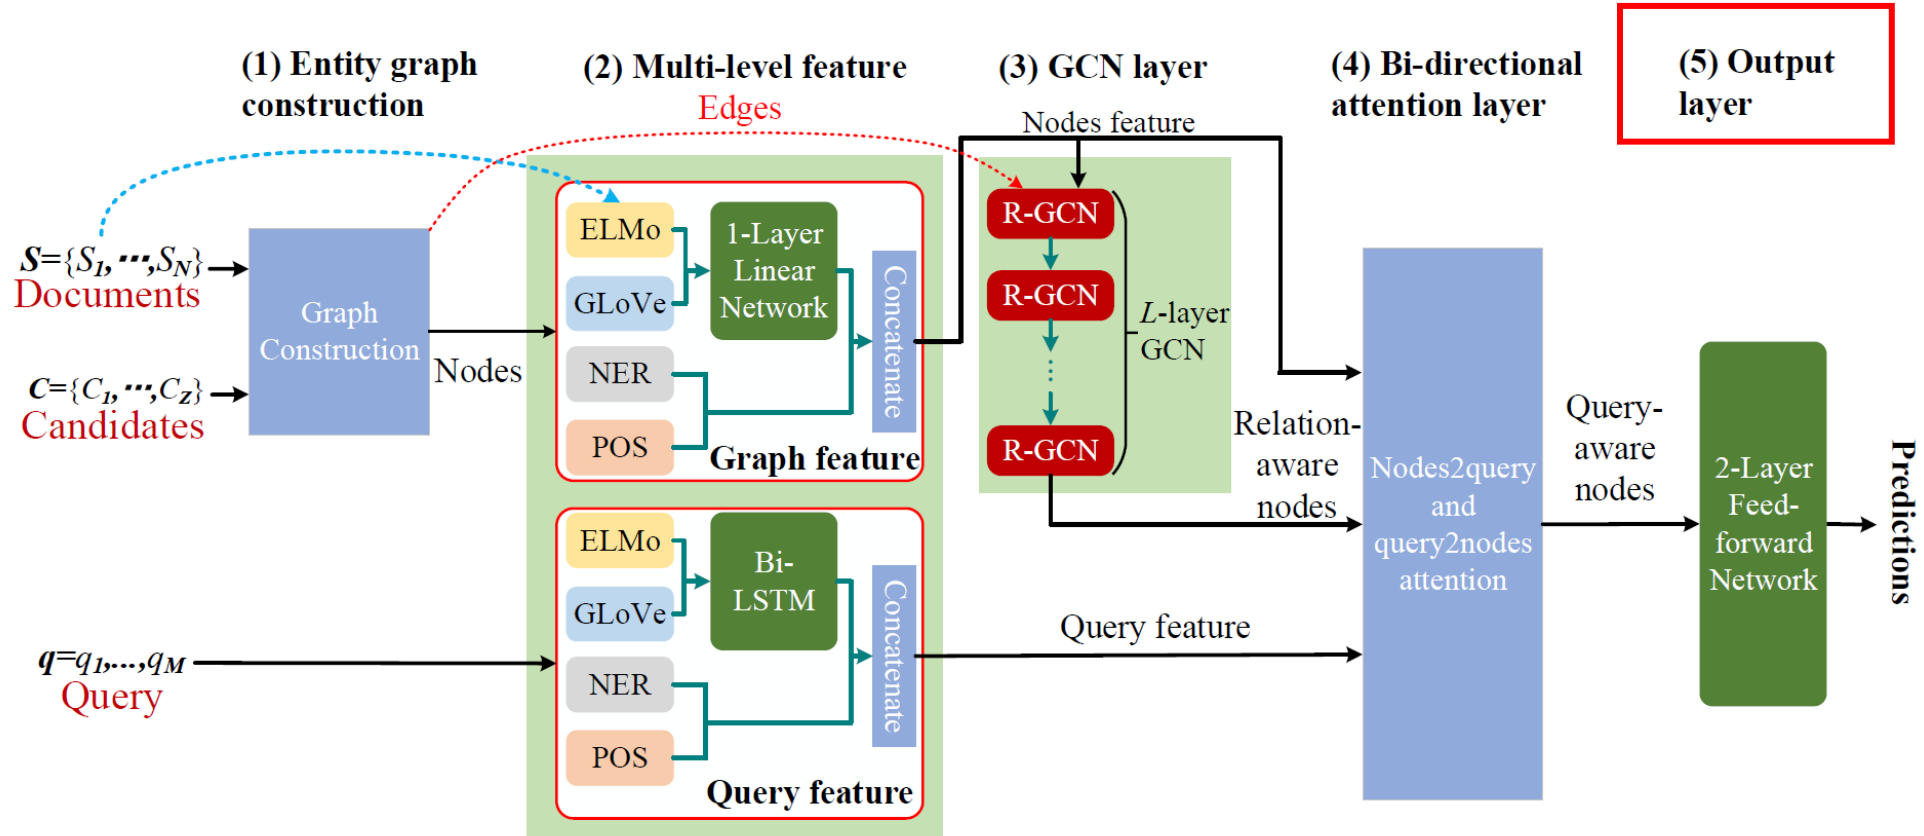 (1) Entity graph
construction
(2) Multi-level feature
Edges
(3) GCN layer
(4) Bi-directional
attention layer
(5) Output
layer
Nodes feature
S={S1,⋯,SN}
Documents
C={C1,⋯,CZ}
Candidates
Graph
Construction
Nodes
ELMo
GLoVe
NER
POS
1-Layer
Linear
Network
Concatenate
Graph feature
R-GCN
R-GCN
R-GCN
L-layer
GCN
Relation-
aware
nodes
q=q1,...,qM
Query
ELMo
GLoVe
NER
POS
Bi-
LSTM
Concatenate
Query feature
Query feature
Nodes2query
and
query2nodes
attention
Query-
aware
nodes
2-Layer
Feed-
forward
Network
Predictions